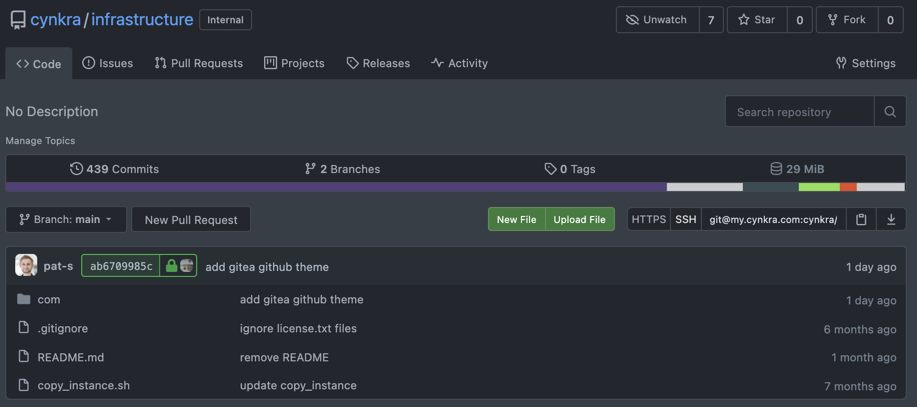 cynkra/infrastructure Internal Unwatch 7 Star 0 Fork 0
Code Issues Pull Requests Projects Releases Activity Settings
No Description Search repository
Manage Topics
439 Commits 2 Branches 0 Tags 29 MiB
Branch: main New Pull Request New File Upload File HTTPS SSH git@my.cynkra.com:cynkra/
pat-s ab6709985c add gitea github theme 1 day ago
com add gitea github theme 1 day ago
.gitignore ignore license.txt files 6 months ago
README.md remove README 1 month ago
copy_instance.sh update copy_instance 7 months ago